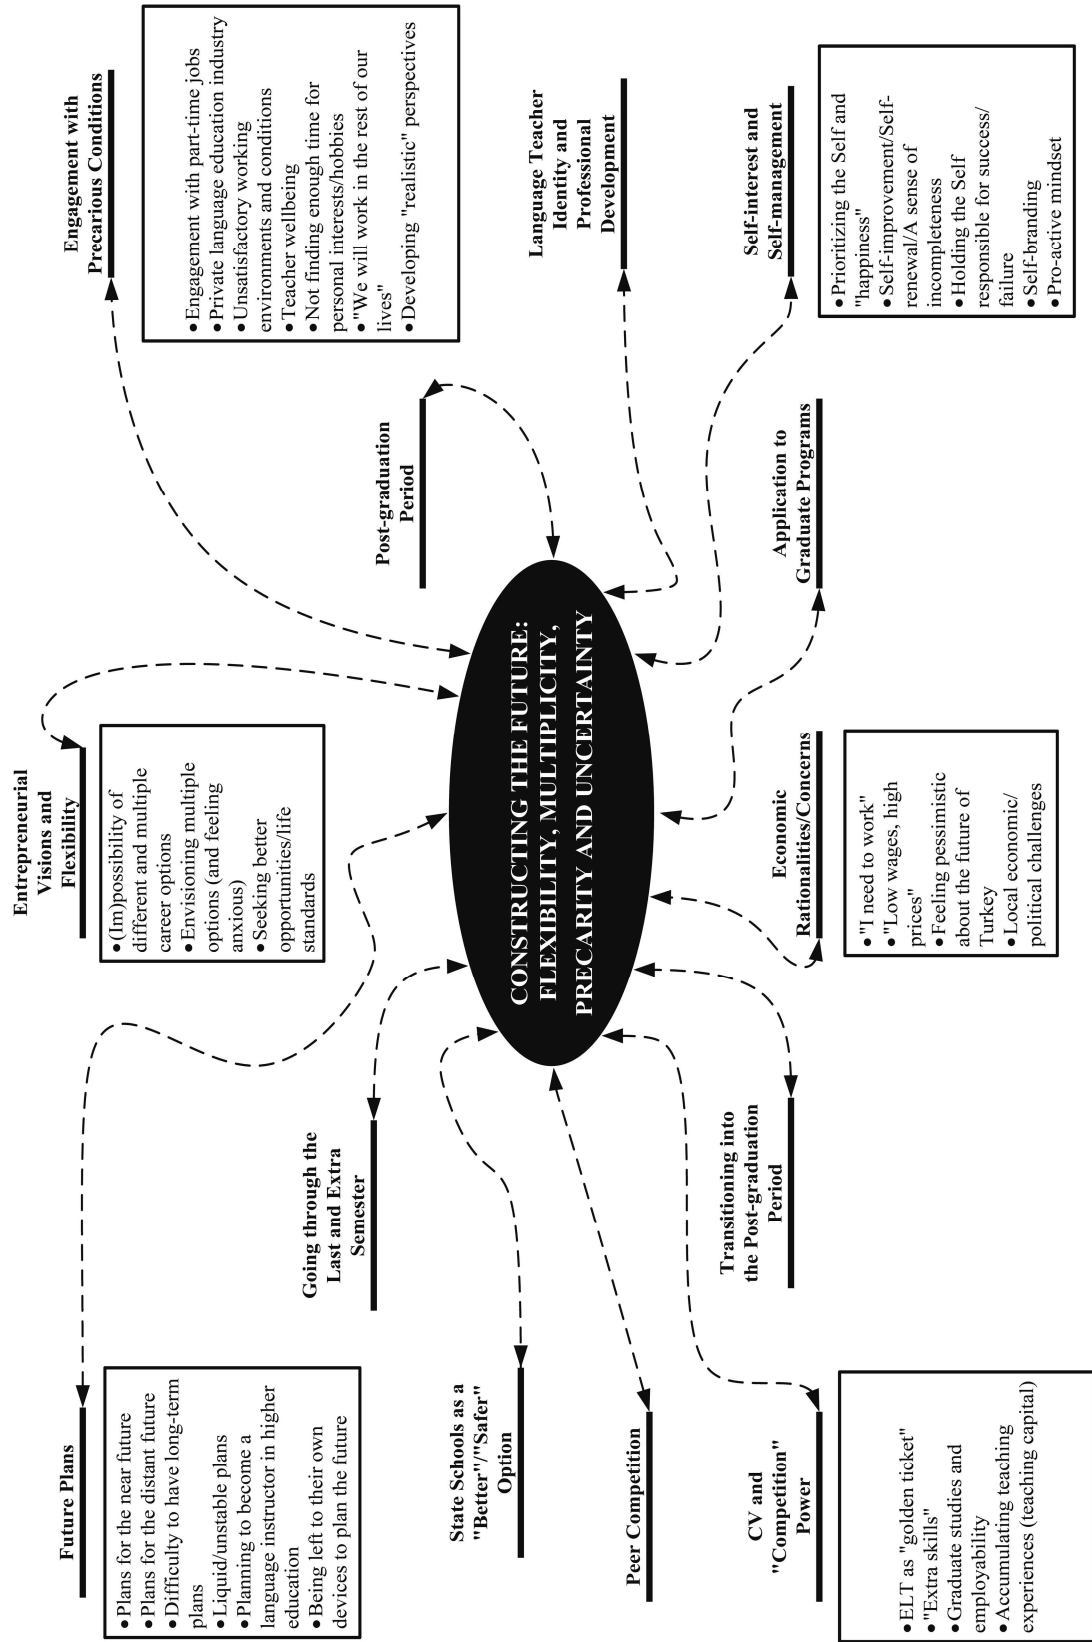 Future Plans
• Plans for the near future
• Plans for the distant future
• Difficulty to have long-term
plans
• Liquid/unstable plans
• Planning to become a
language instructor in higher
education
• Being left to their own
devices to plan the future
Entrepreneurial
Visions and
Flexibility
• (Im)possibility of
different and multiple
career options
• Envisioning multiple
options (and feeling
anxious)
• Seeking better
opportunities/life
standards
Engagement with
Precarious Conditions
• Engagement with part-time jobs
• Private language education industry
• Unsatisfactory working
environments and conditions
• Teacher wellbeing
• Not finding enough time for
personal interests/hobbies
• "We will work in the rest of our
lives"
• Developing "realistic" perspectives
Going through the
Last and Extra
Semester
Post-graduation
Period
State Schools as a
"Better"/"Safer"
Option
CONSTRUCTING THE FUTURE:
FLEXIBILITY, MULTIPLICITY,
PRECARITY AND UNCERTAINTY
Language Teacher
Identity and
Professional
Development
Peer Competition
Transitioning into
the Post-graduation
Period
CV and
"Competition"
Power
• ELT as "golden ticket"
• "Extra skills"
• Graduate studies and
employability
• Accumulating teaching
experiences (teaching capital)
Economic
Rationalities/Concerns
• "I need to work"
• "Low wages, high
prices"
• Feeling pessimistic
about the future of
Turkey
• Local economic/
political challenges
Application to
Graduate Programs
Self-interest and
Self-management
• Prioritizing the Self and
"happiness"
• Self-improvement/Self-
renewal/A sense of
incompleteness
• Holding the Self
responsible for success/
failure
• Self-branding
• Pro-active mindset